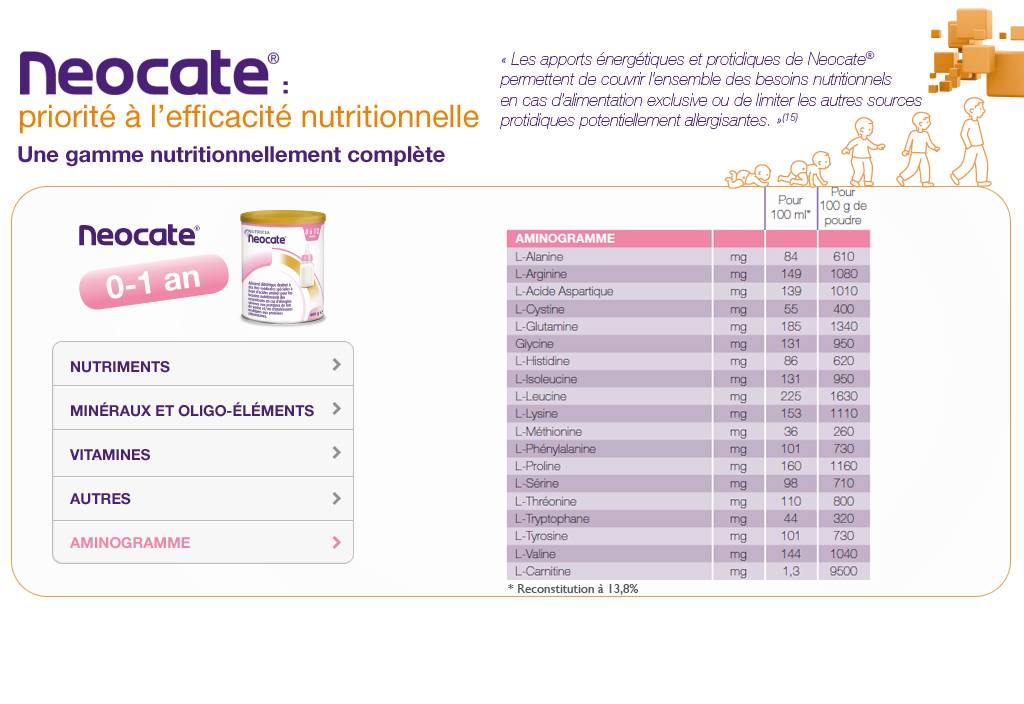 Neocate® :
priorité à l'efficacité nutritionnelle
Une gamme nutritionnellement complète
« Les apports énergétiques et protidiques de Neocate®
permettent de couvrir l'ensemble des besoins nutritionnels
en cas d'alimentation exclusive ou de limiter les autres sources
protidiques potentiellement allergisantes. »(15)
Neocate®
0-1 an
NUTRICIA
Neocate
0 à 12
NUTRIMENTS
MINÉRAUX ET OLIGO-ÉLÉMENTS
VITAMINES
AUTRES
AMINOGRAMME
Pour
100 ml*
Pour
100 g de
poudre
AMINOGRAMME
L-Alanine mg 84 610
L-Arginine mg 149 1080
L-Acide Aspartique mg 139 1010
L-Cystine mg 55 400
L-Glutamine mg 185 1340
Glycine mg 131 950
L-Histidine mg 86 620
L-Isoleucine mg 131 950
L-Leucine mg 225 1630
L-Lysine mg 153 1110
L-Méthionine mg 36 260
L-Phénylalanine mg 101 730
L-Proline mg 160 1160
L-Sérine mg 98 710
L-Thréonine mg 110 800
L-Tryptophane mg 44 320
L-Tyrosine mg 101 730
L-Valine mg 144 1040
L-Carnitine mg 1,3 9500
* Reconstitution à 13,8%